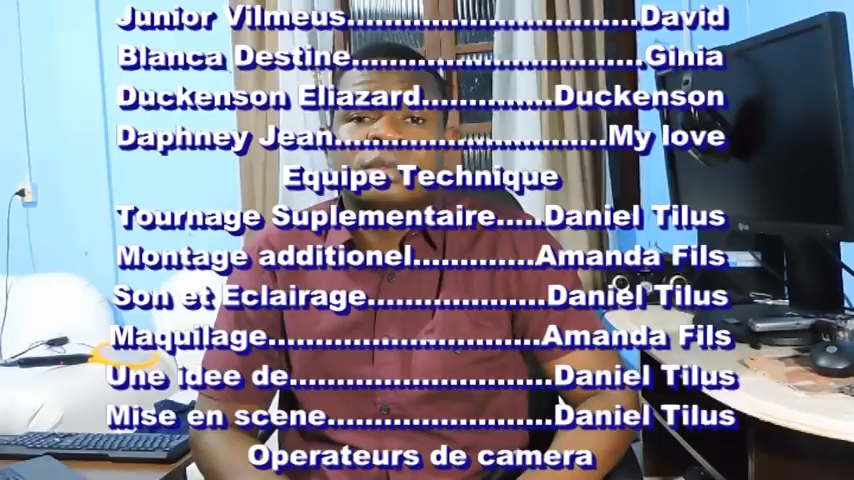 Junior Vilmeus..................................David
Blanca Destine..................................Ginia
Duckenson Eliazard...............Duckenson
Daphney Jean................................My love
Equipe Technique
Tournage Suplementaire.....Daniel Tilus
Montage additionel..............Amanda Fils
Son et Eclairage....................Daniel Tilus
Maquilage...............................Amanda Fils
Une idee de..............................Daniel Tilus
Mise en scene.........................Daniel Tilus
Operateurs de camera